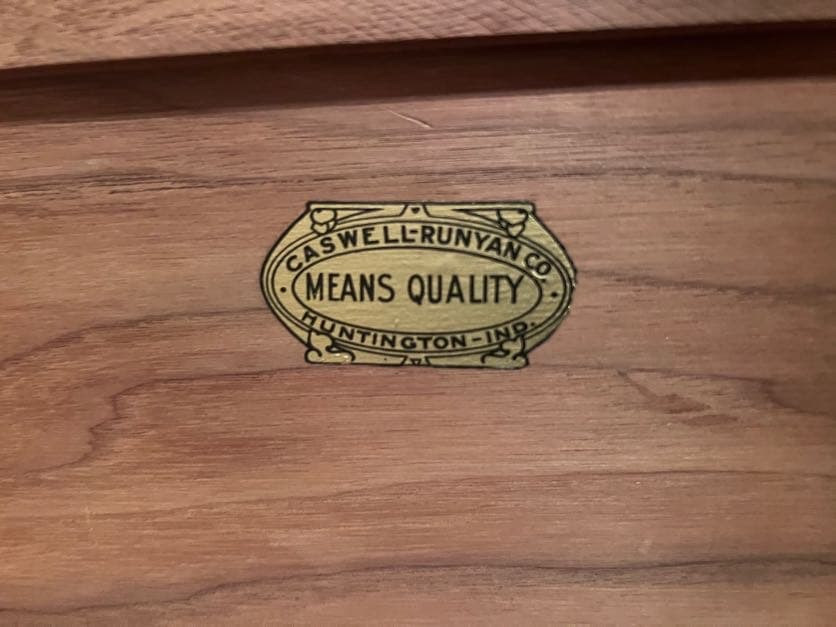 CASWELL-RUNYAN CO.
MEANS QUALITY
HUNTINGTON-IND.